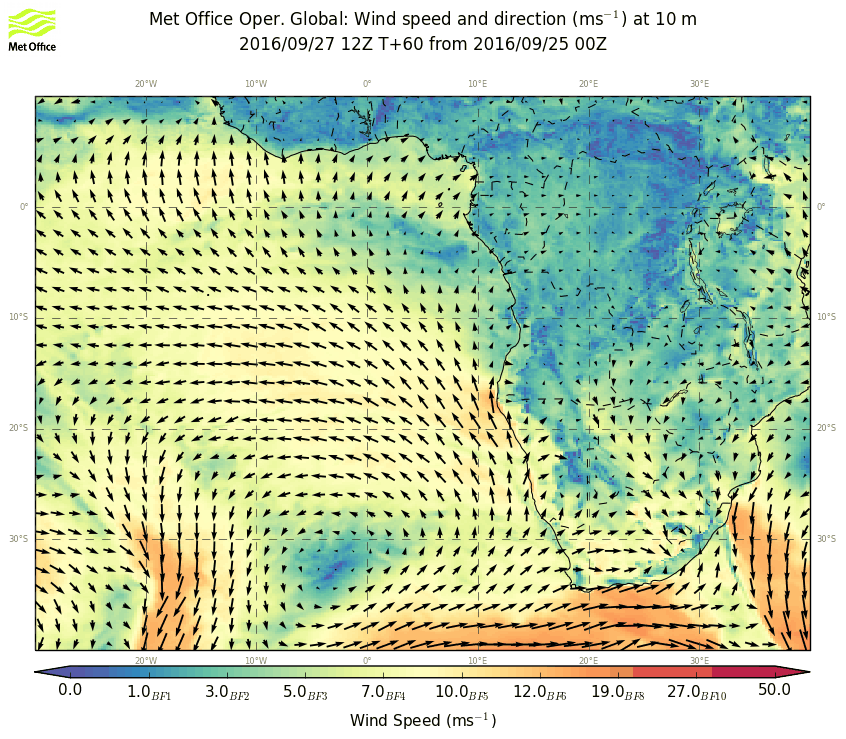 Met Office
Met Office Oper. Global: Wind speed and direction (ms⁻¹) at 10 m
2016/09/27 12Z T+60 from 2016/09/25 00Z
20°W 10°W 0° 10°E 20°E 30°E
0° 0°
10°S 10°S
20°S 20°S
30°S 30°S
20°W 10°W 0° 10°E 20°E 30°E
0.0 1.0BF1 3.0BF2 5.0BF3 7.0BF4 10.0BF5 12.0BF6 19.0BF8 27.0BF10 50.0
Wind Speed (ms⁻¹)